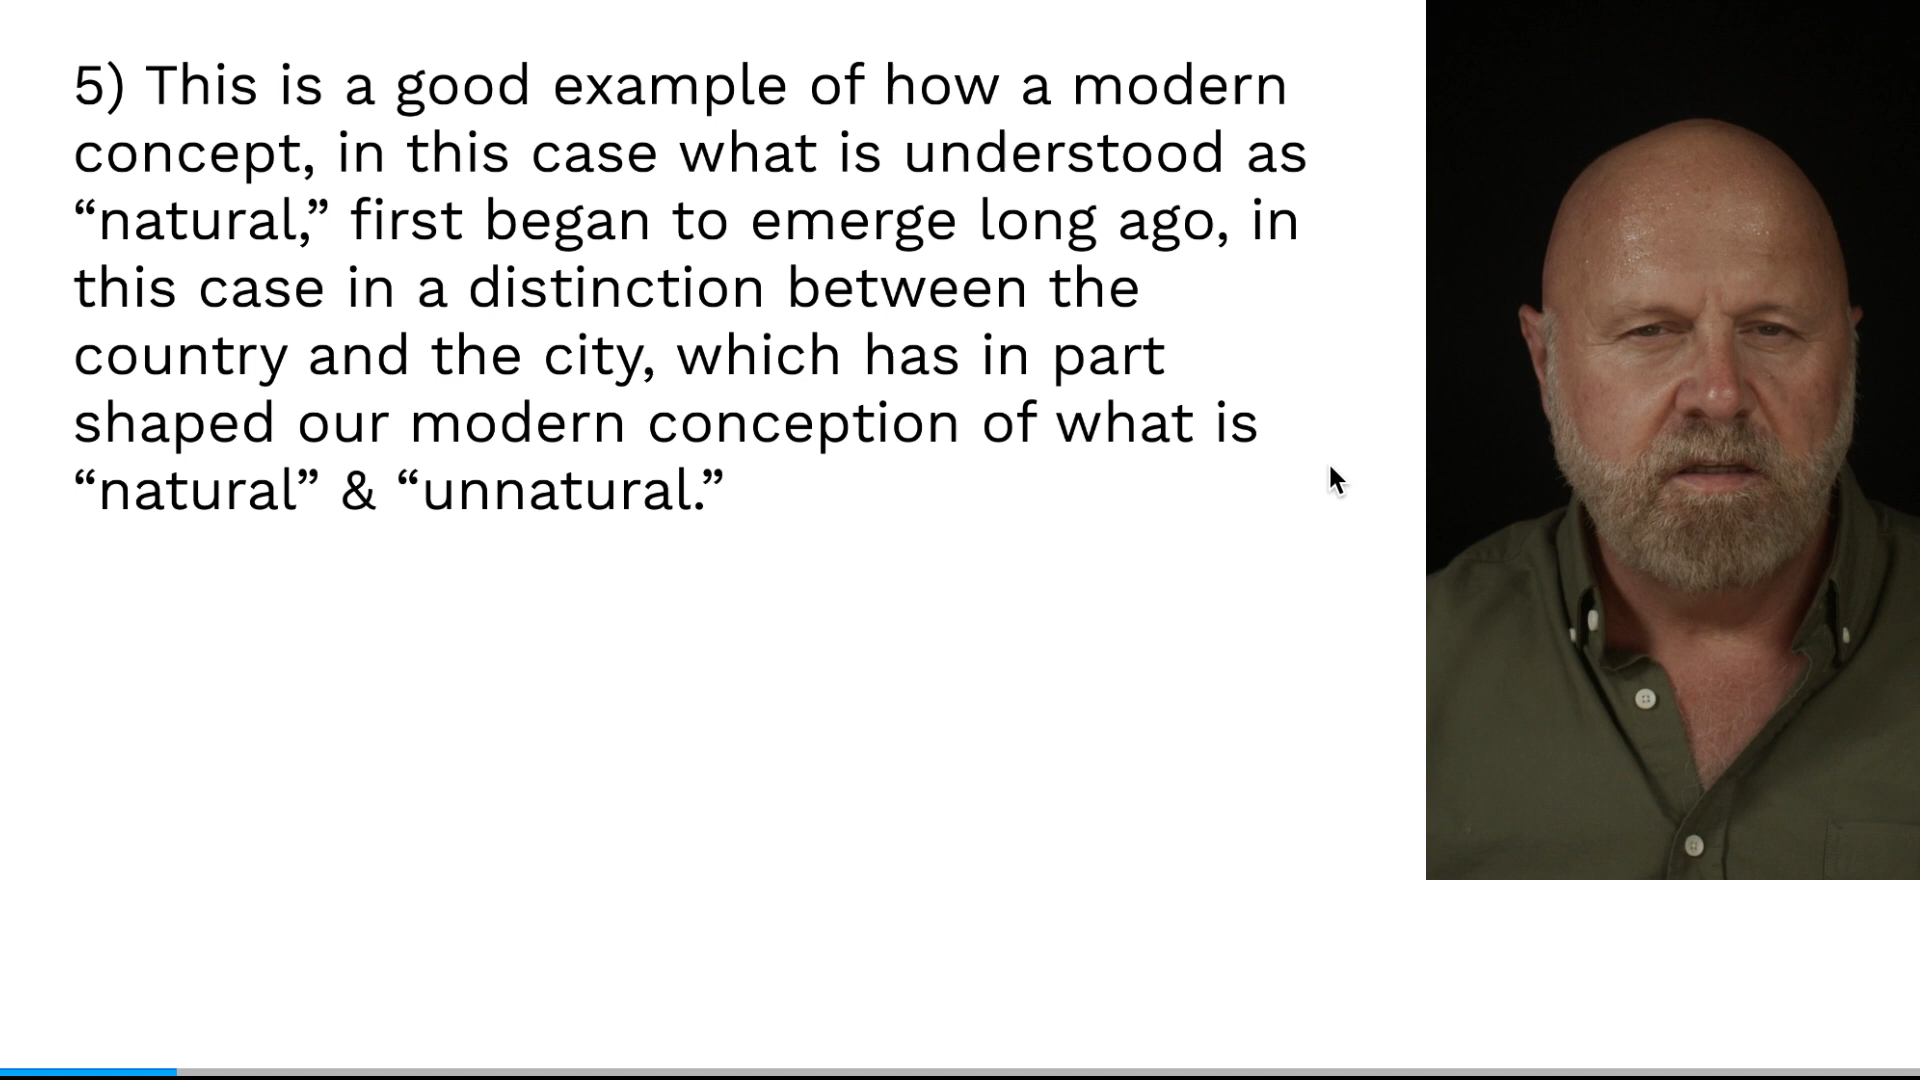 5) This is a good example of how a modern
concept, in this case what is understood as
“natural,” first began to emerge long ago, in
this case in a distinction between the
country and the city, which has in part
shaped our modern conception of what is
“natural” & “unnatural.”